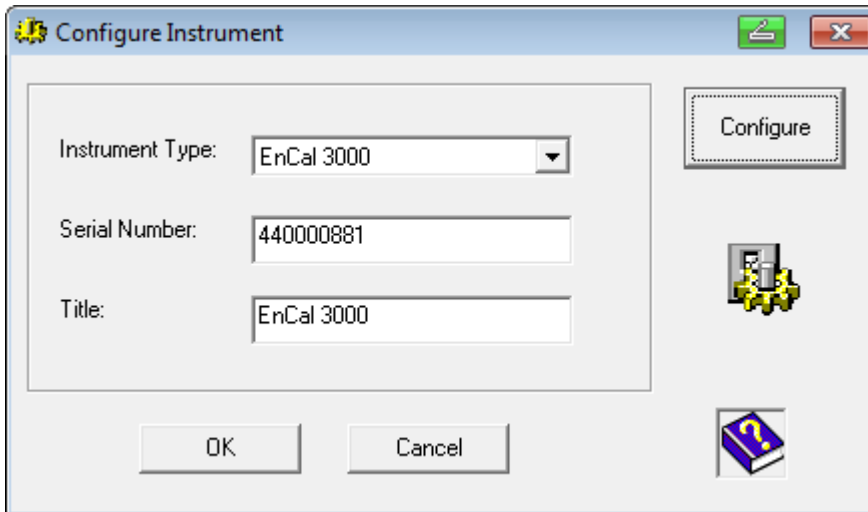 Configure Instrument
Instrument Type:
EnCal 3000
Configure
Serial Number:
440000881
Title:
EnCal 3000
OK
Cancel